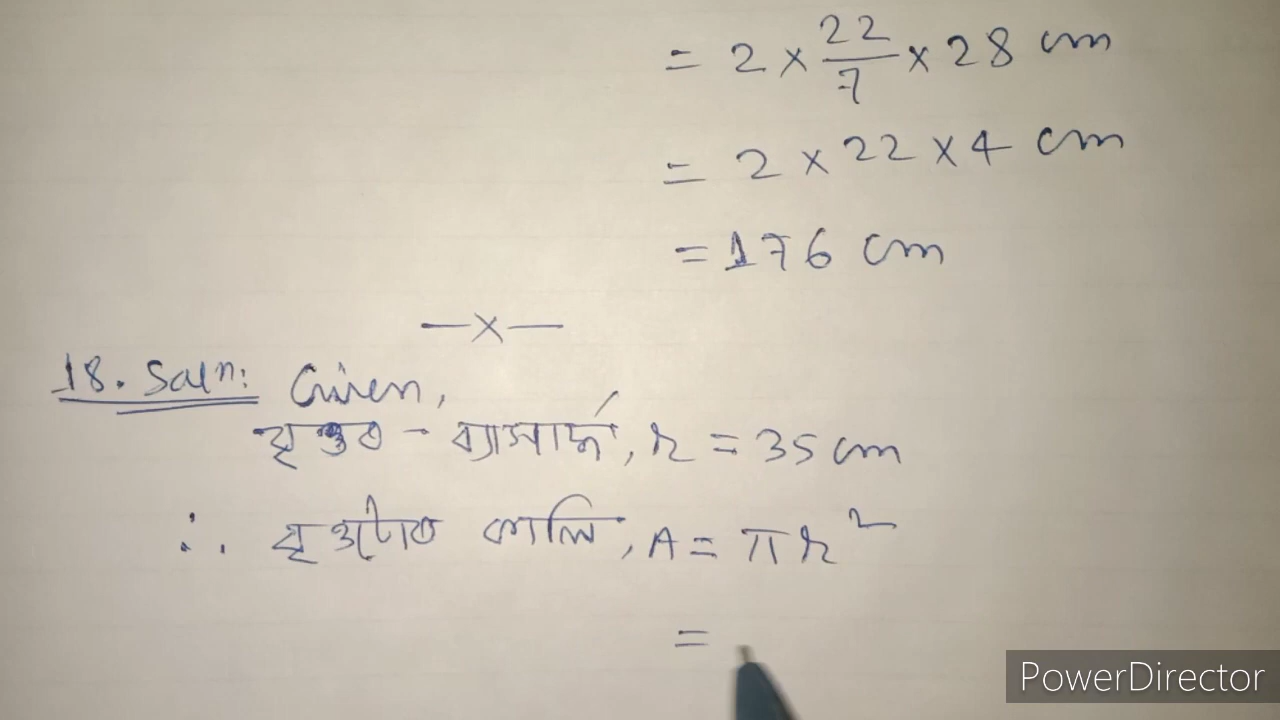 = 2 × 22/7 × 28 cm
= 2 × 22 × 4 cm
= 176 cm
—×—
18. Solⁿ: Given,
বৃত্তৰ - ব্যাসাৰ্দ্ধ, r = 35 cm
∴ বৃত্তটোৰ কালি, A = πr²
=
PowerDirector